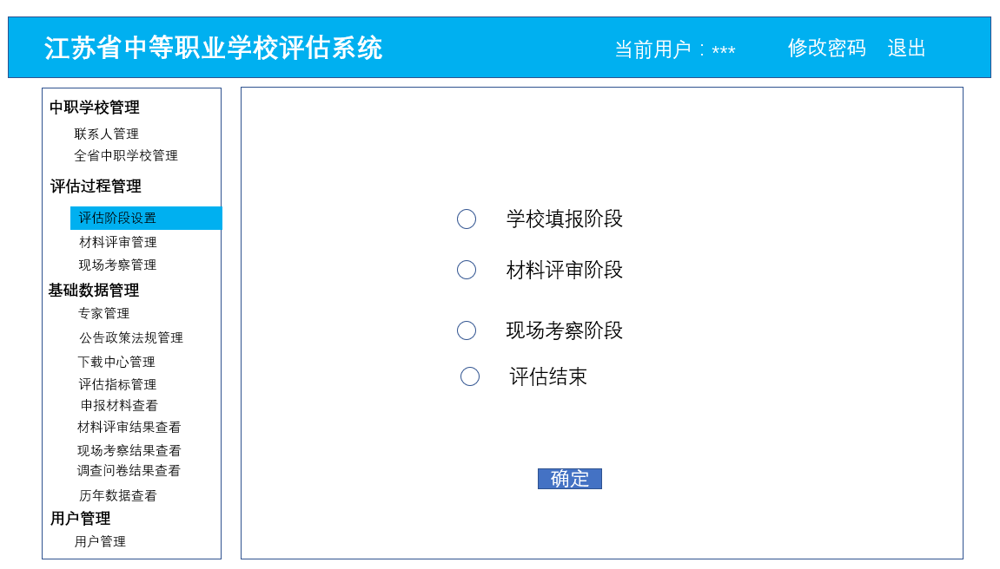 江苏省中等职业学校评估系统
当前用户：***
修改密码
退出
中职学校管理
联系人管理
全省中职学校管理
评估过程管理
评估阶段设置
材料评审管理
现场考察管理
基础数据管理
专家管理
公告政策法规管理
下载中心管理
评估指标管理
申报材料查看
材料评审结果查看
现场考察结果查看
调查问卷结果查看
历年数据查看
用户管理
用户管理
学校填报阶段
材料评审阶段
现场考察阶段
评估结束
确定